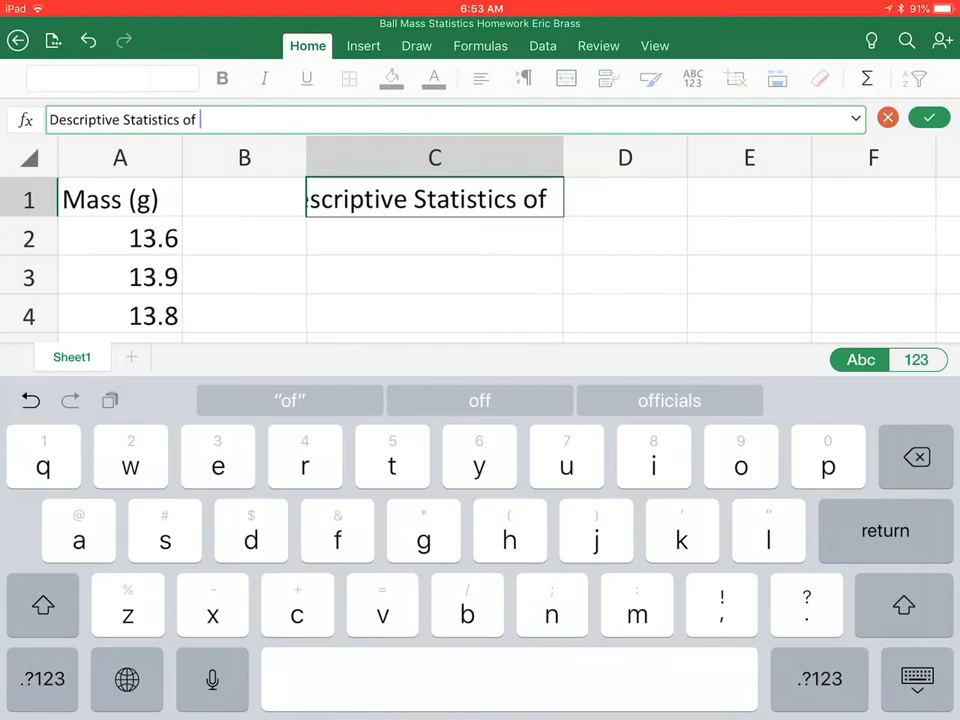 iPad 6:53 AM 91%
Ball Mass Statistics Homework Eric Brass
Home Insert Draw Formulas Data Review View
B I U A ¶ ABC 123 Σ A Z
fx Descriptive Statistics of
A B C D E F
1 Mass (g) scriptive Statistics of
2 13.6
3 13.9
4 13.8
Sheet1 + Abc 123
"of" off officials
1 2 3 4 5 6 7 8 9 0
q w e r t y u i o p
@ # $ & * ( ) ' "
a s d f g h j k l return
% - + = / ; : ! ?
z x c v b n m , .
.?123 .?123